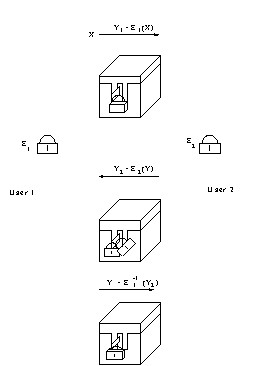 X Y₁ - E₁(X)
E₁ E₂
Y₂ - E₂(Y)
User 1 User 2
Y - E₁⁻¹(Y₂)